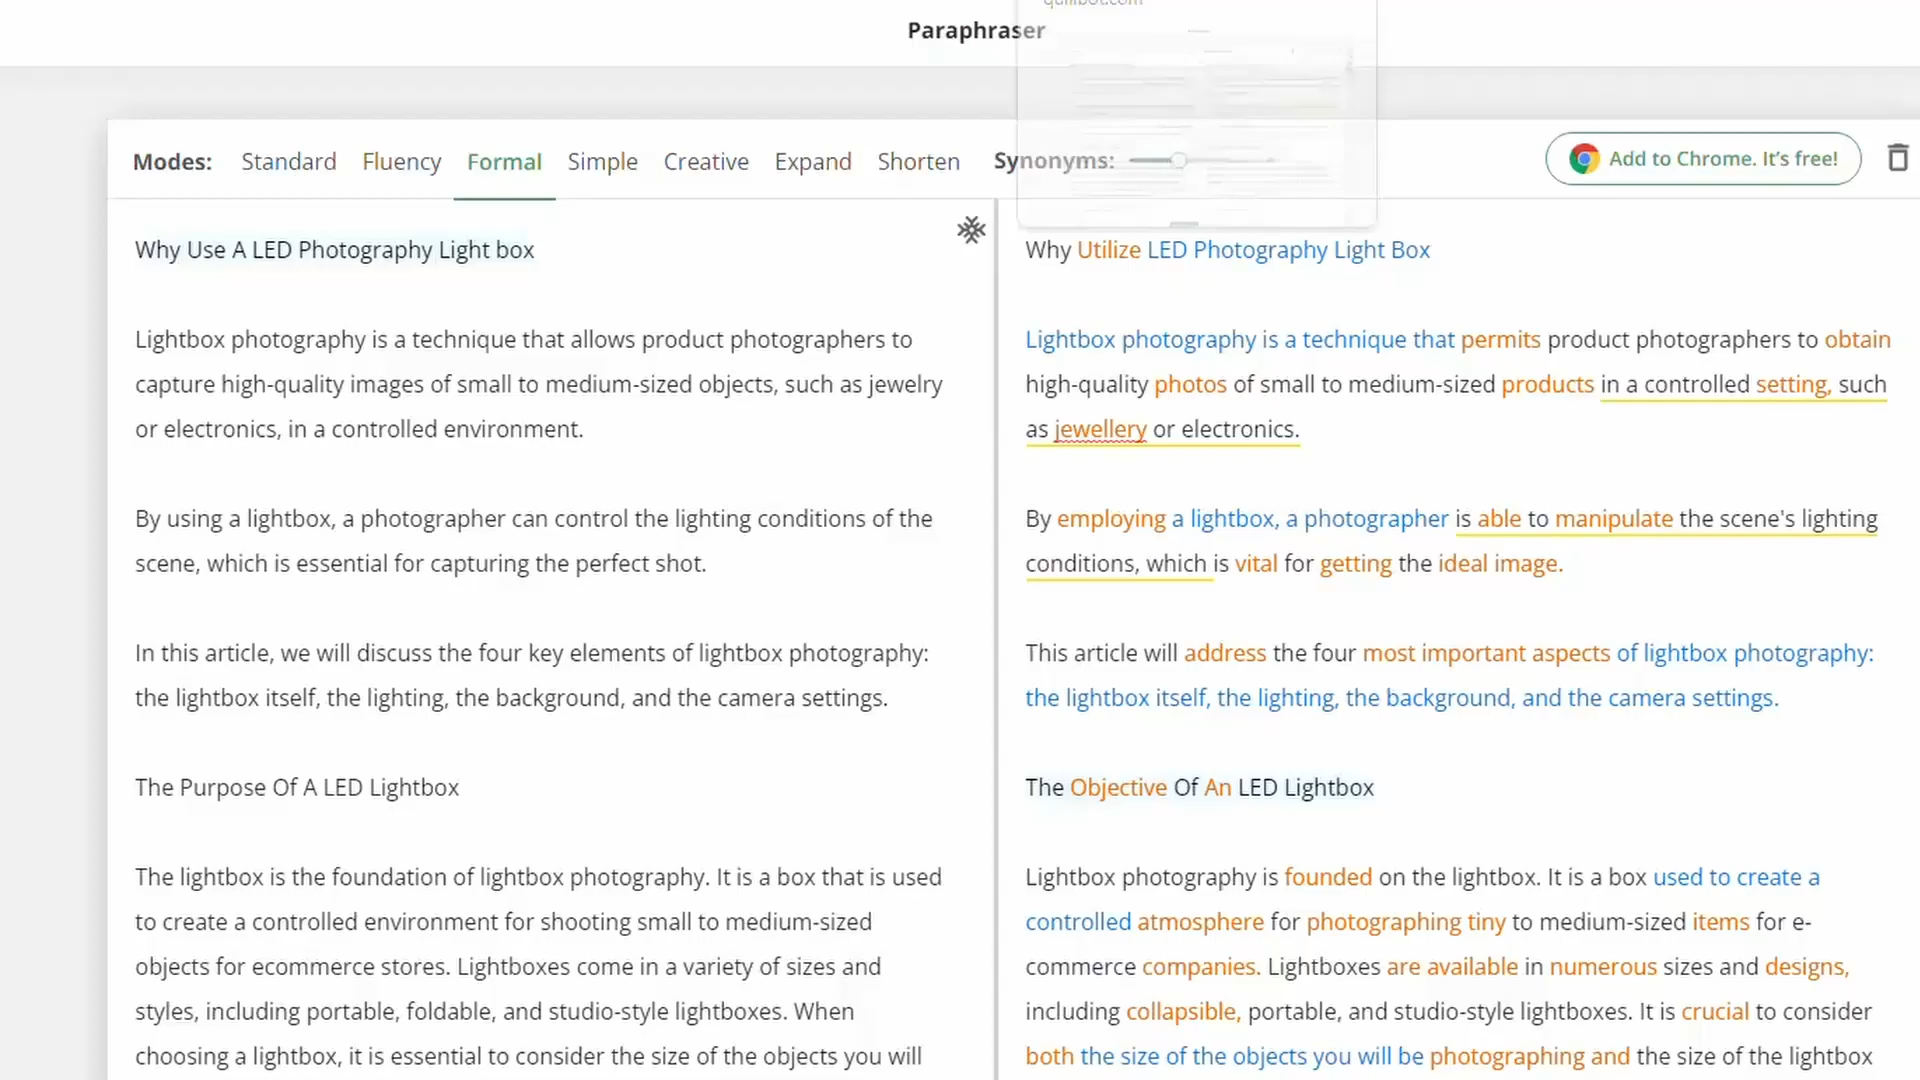 quillbot.com
Paraphraser
Modes: Standard Fluency Formal Simple Creative Expand Shorten Synonyms: Add to Chrome. It's free!
Why Use A LED Photography Light box
Lightbox photography is a technique that allows product photographers to
capture high-quality images of small to medium-sized objects, such as jewelry
or electronics, in a controlled environment.
By using a lightbox, a photographer can control the lighting conditions of the
scene, which is essential for capturing the perfect shot.
In this article, we will discuss the four key elements of lightbox photography:
the lightbox itself, the lighting, the background, and the camera settings.
The Purpose Of A LED Lightbox
The lightbox is the foundation of lightbox photography. It is a box that is used
to create a controlled environment for shooting small to medium-sized
objects for ecommerce stores. Lightboxes come in a variety of sizes and
styles, including portable, foldable, and studio-style lightboxes. When
choosing a lightbox, it is essential to consider the size of the objects you will
Why Utilize LED Photography Light Box
Lightbox photography is a technique that permits product photographers to obtain
high-quality photos of small to medium-sized products in a controlled setting, such
as jewellery or electronics.
By employing a lightbox, a photographer is able to manipulate the scene's lighting
conditions, which is vital for getting the ideal image.
This article will address the four most important aspects of lightbox photography:
the lightbox itself, the lighting, the background, and the camera settings.
The Objective Of An LED Lightbox
Lightbox photography is founded on the lightbox. It is a box used to create a
controlled atmosphere for photographing tiny to medium-sized items for e-
commerce companies. Lightboxes are available in numerous sizes and designs,
including collapsible, portable, and studio-style lightboxes. It is crucial to consider
both the size of the objects you will be photographing and the size of the lightbox